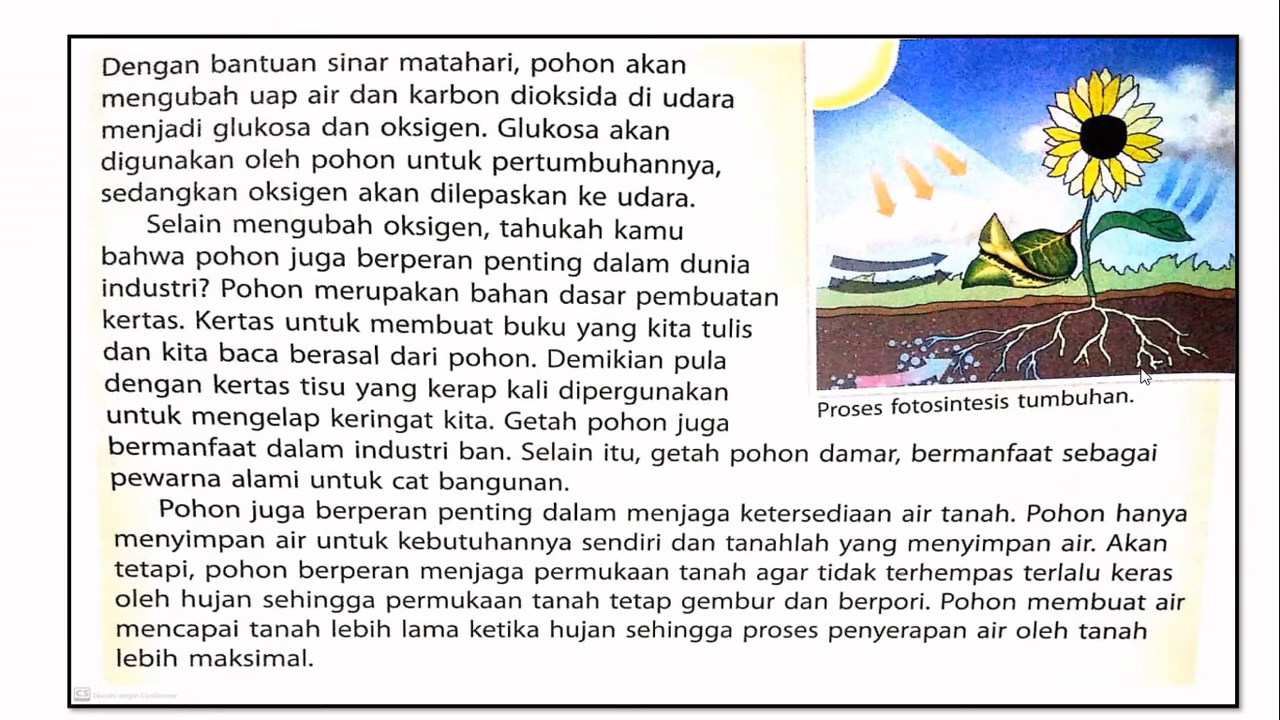 Dengan bantuan sinar matahari, pohon akan
mengubah uap air dan karbon dioksida di udara
menjadi glukosa dan oksigen. Glukosa akan
digunakan oleh pohon untuk pertumbuhannya,
sedangkan oksigen akan dilepaskan ke udara.
Selain mengubah oksigen, tahukah kamu
bahwa pohon juga berperan penting dalam dunia
industri? Pohon merupakan bahan dasar pembuatan
kertas. Kertas untuk membuat buku yang kita tulis
dan kita baca berasal dari pohon. Demikian pula
dengan kertas tisu yang kerap kali dipergunakan
untuk mengelap keringat kita. Getah pohon juga
bermanfaat dalam industri ban. Selain itu, getah pohon damar, bermanfaat sebagai
pewarna alami untuk cat bangunan.
Pohon juga berperan penting dalam menjaga ketersediaan air tanah. Pohon hanya
menyimpan air untuk kebutuhannya sendiri dan tanahlah yang menyimpan air. Akan
tetapi, pohon berperan menjaga permukaan tanah agar tidak terhempas terlalu keras
oleh hujan sehingga permukaan tanah tetap gembur dan berpori. Pohon membuat air
mencapai tanah lebih lama ketika hujan sehingga proses penyerapan air oleh tanah
lebih maksimal.
Proses fotosintesis tumbuhan.
CS